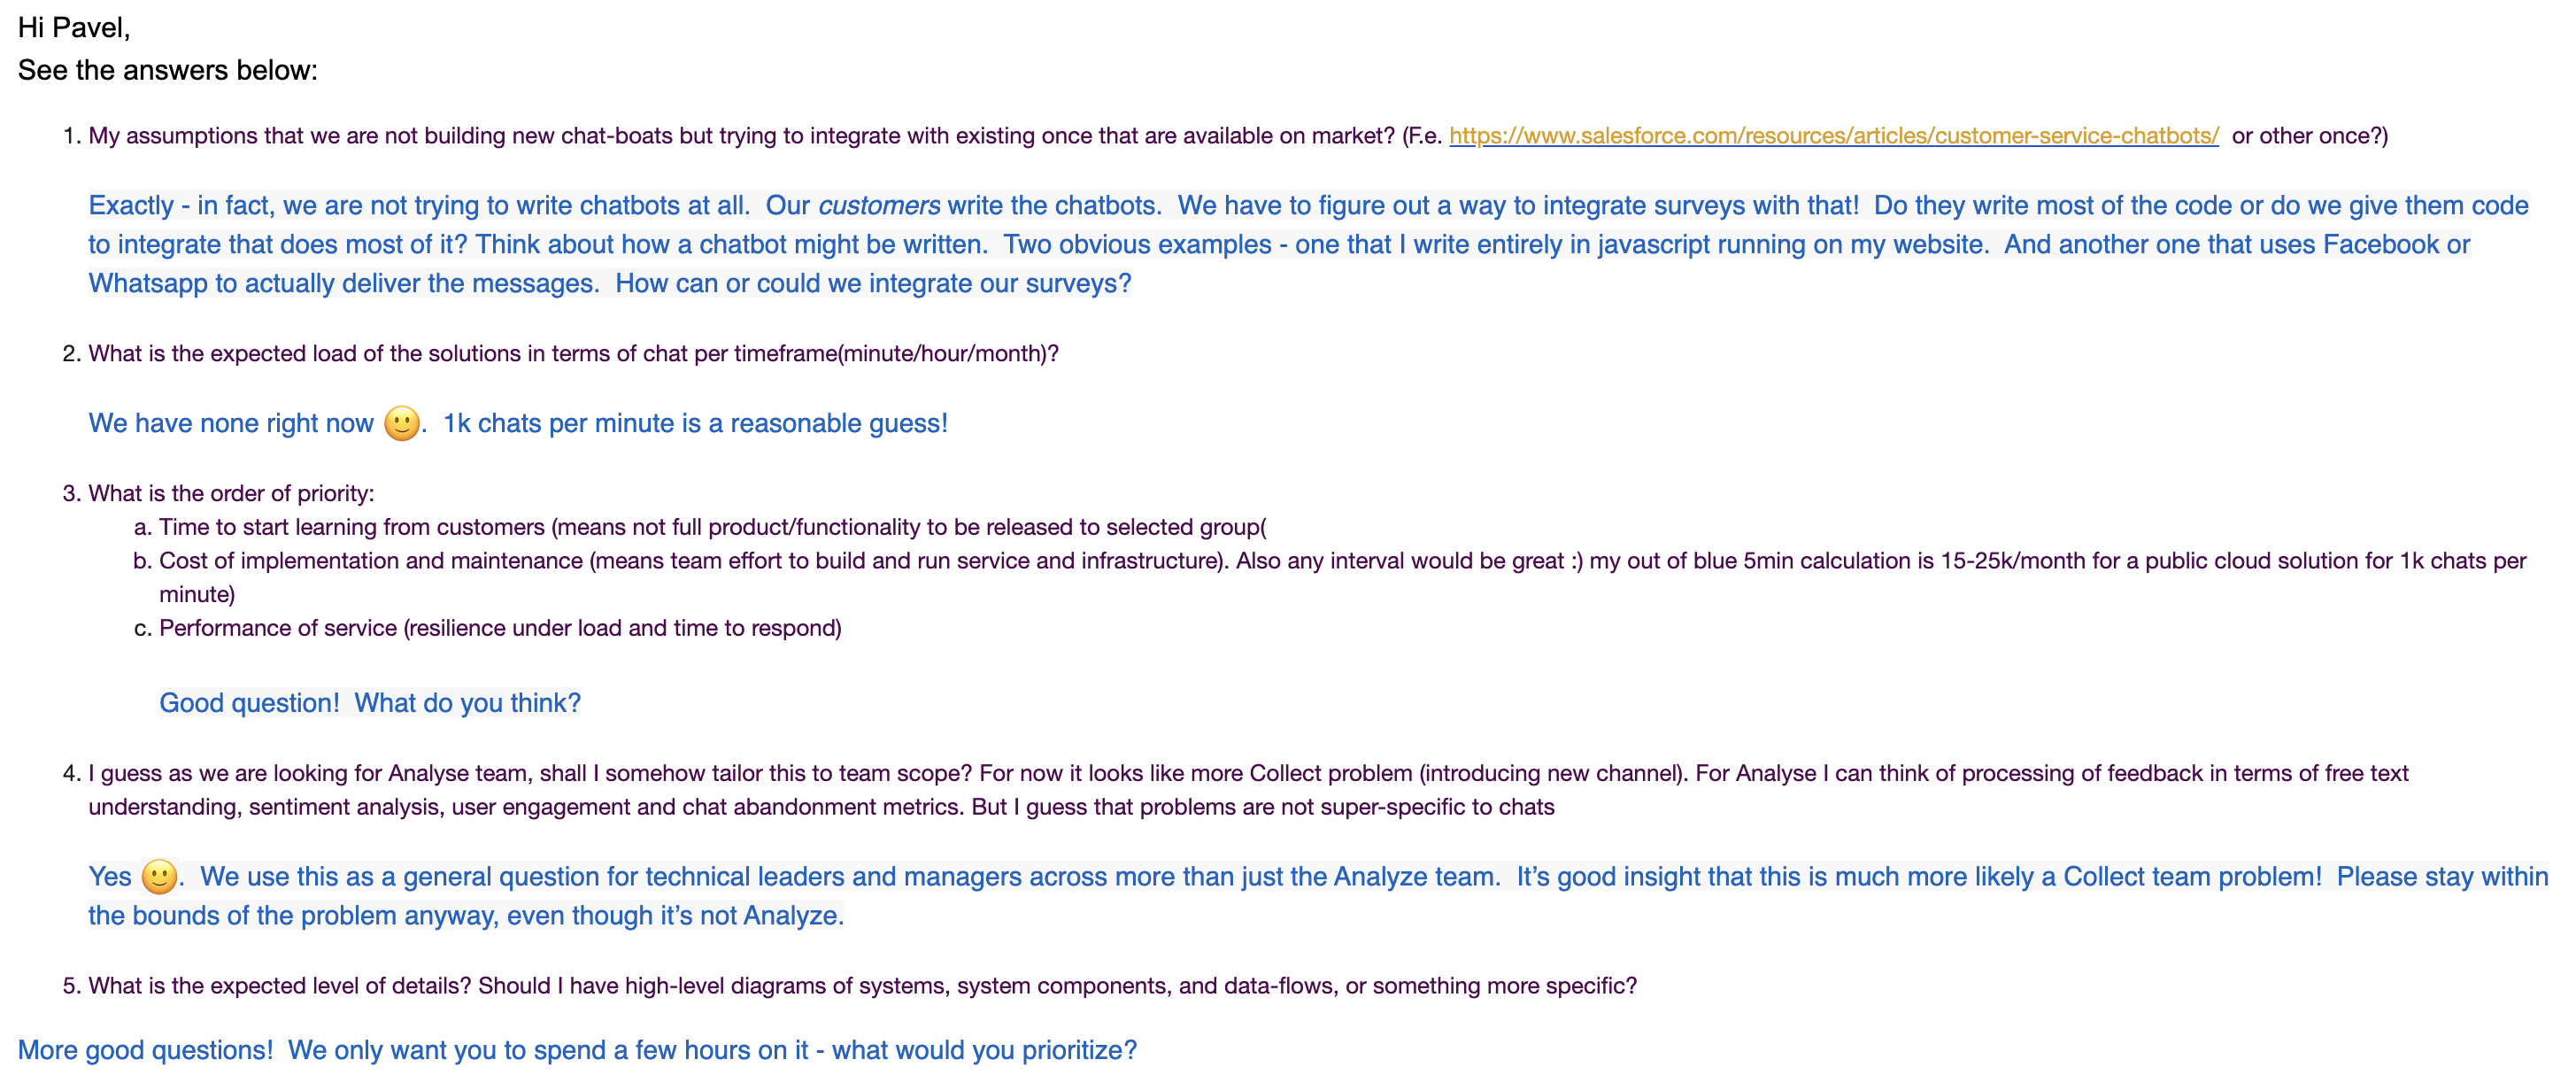 Hi Pavel,
See the answers below:
1. My assumptions that we are not building new chat-boats but trying to integrate with existing once that are available on market? (F.e. https://www.salesforce.com/resources/articles/customer-service-chatbots/ or other once?)
Exactly - in fact, we are not trying to write chatbots at all. Our customers write the chatbots. We have to figure out a way to integrate surveys with that! Do they write most of the code or do we give them code
to integrate that does most of it? Think about how a chatbot might be written. Two obvious examples - one that I write entirely in javascript running on my website. And another one that uses Facebook or
Whatsapp to actually deliver the messages. How can or could we integrate our surveys?
2. What is the expected load of the solutions in terms of chat per timeframe(minute/hour/month)?
We have none right now 🙂. 1k chats per minute is a reasonable guess!
3. What is the order of priority:
a. Time to start learning from customers (means not full product/functionality to be released to selected group(
b. Cost of implementation and maintenance (means team effort to build and run service and infrastructure). Also any interval would be great :) my out of blue 5min calculation is 15-25k/month for a public cloud solution for 1k chats per
minute)
c. Performance of service (resilience under load and time to respond)
Good question! What do you think?
4. I guess as we are looking for Analyse team, shall I somehow tailor this to team scope? For now it looks like more Collect problem (introducing new channel). For Analyse I can think of processing of feedback in terms of free text
understanding, sentiment analysis, user engagement and chat abandonment metrics. But I guess that problems are not super-specific to chats
Yes 🙂. We use this as a general question for technical leaders and managers across more than just the Analyze team. It’s good insight that this is much more likely a Collect team problem! Please stay within
the bounds of the problem anyway, even though it’s not Analyze.
5. What is the expected level of details? Should I have high-level diagrams of systems, system components, and data-flows, or something more specific?
More good questions! We only want you to spend a few hours on it - what would you prioritize?